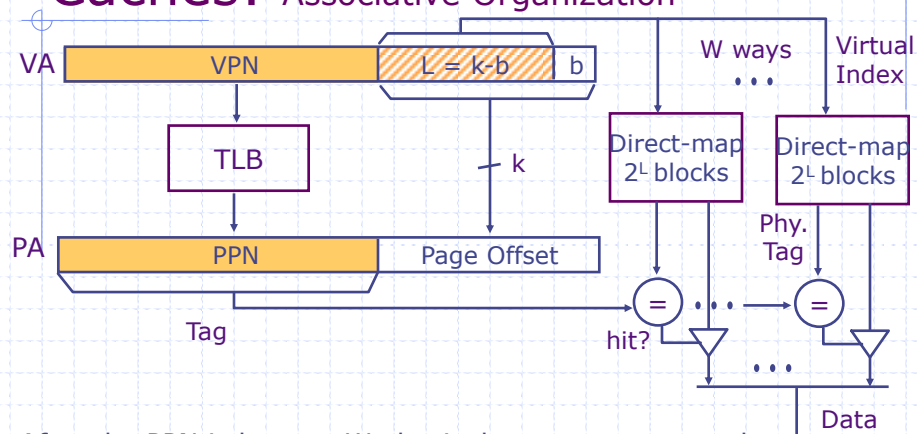 Associative Organization
VA
VPN
L = k-b
b
W ways
Virtual
Index
TLB
k
Direct-map
2ᴸ blocks
Direct-map
2ᴸ blocks
PA
PPN
Page Offset
Phy.
Tag
=
=
Tag
hit?
Data